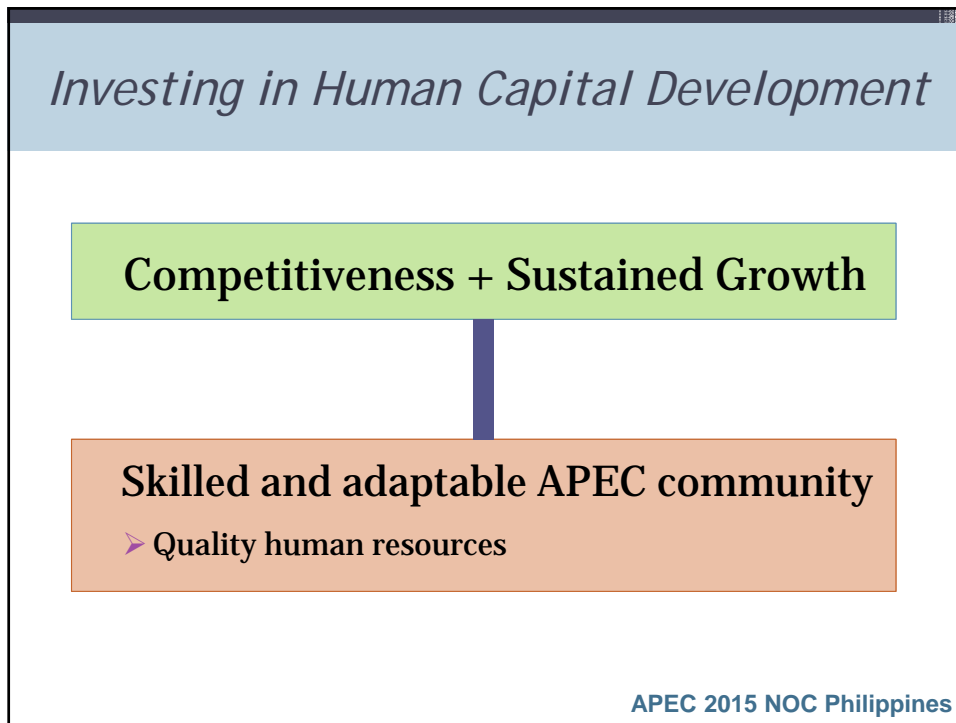 Investing in Human Capital Development
Competitiveness + Sustained Growth
Skilled and adaptable APEC community
➢ Quality human resources
APEC 2015 NOC Philippines